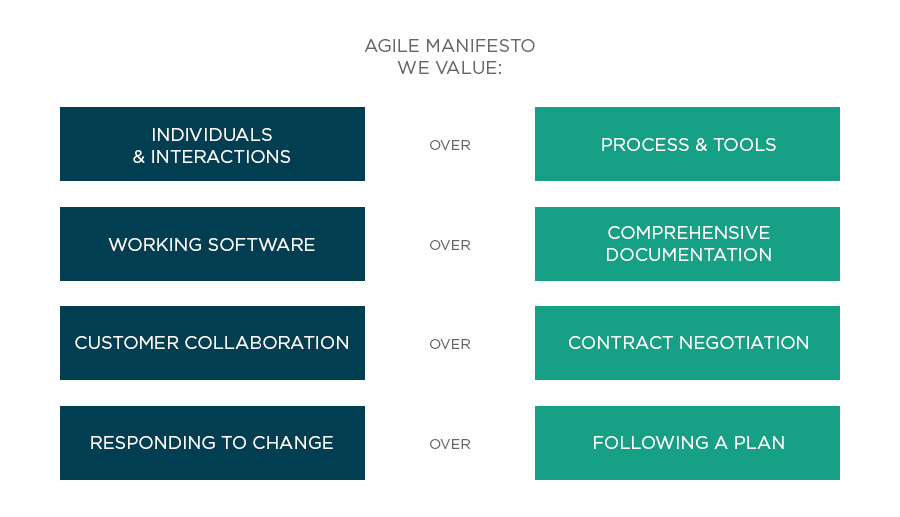 AGILE MANIFESTO
WE VALUE:
INDIVIDUALS
& INTERACTIONS
OVER
PROCESS & TOOLS
WORKING SOFTWARE
OVER
COMPREHENSIVE
DOCUMENTATION
CUSTOMER COLLABORATION
OVER
CONTRACT NEGOTIATION
RESPONDING TO CHANGE
OVER
FOLLOWING A PLAN